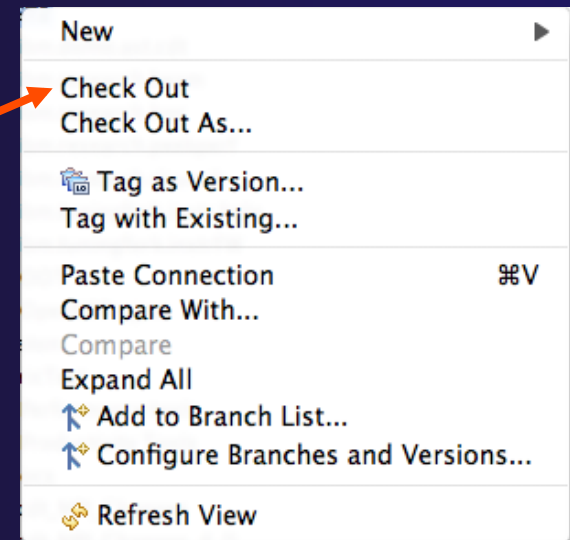 New
Check Out
Check Out As...
Tag as Version...
Tag with Existing...
Paste Connection ⌘V
Compare With...
Compare
Expand All
Add to Branch List...
Configure Branches and Versions...
Refresh View